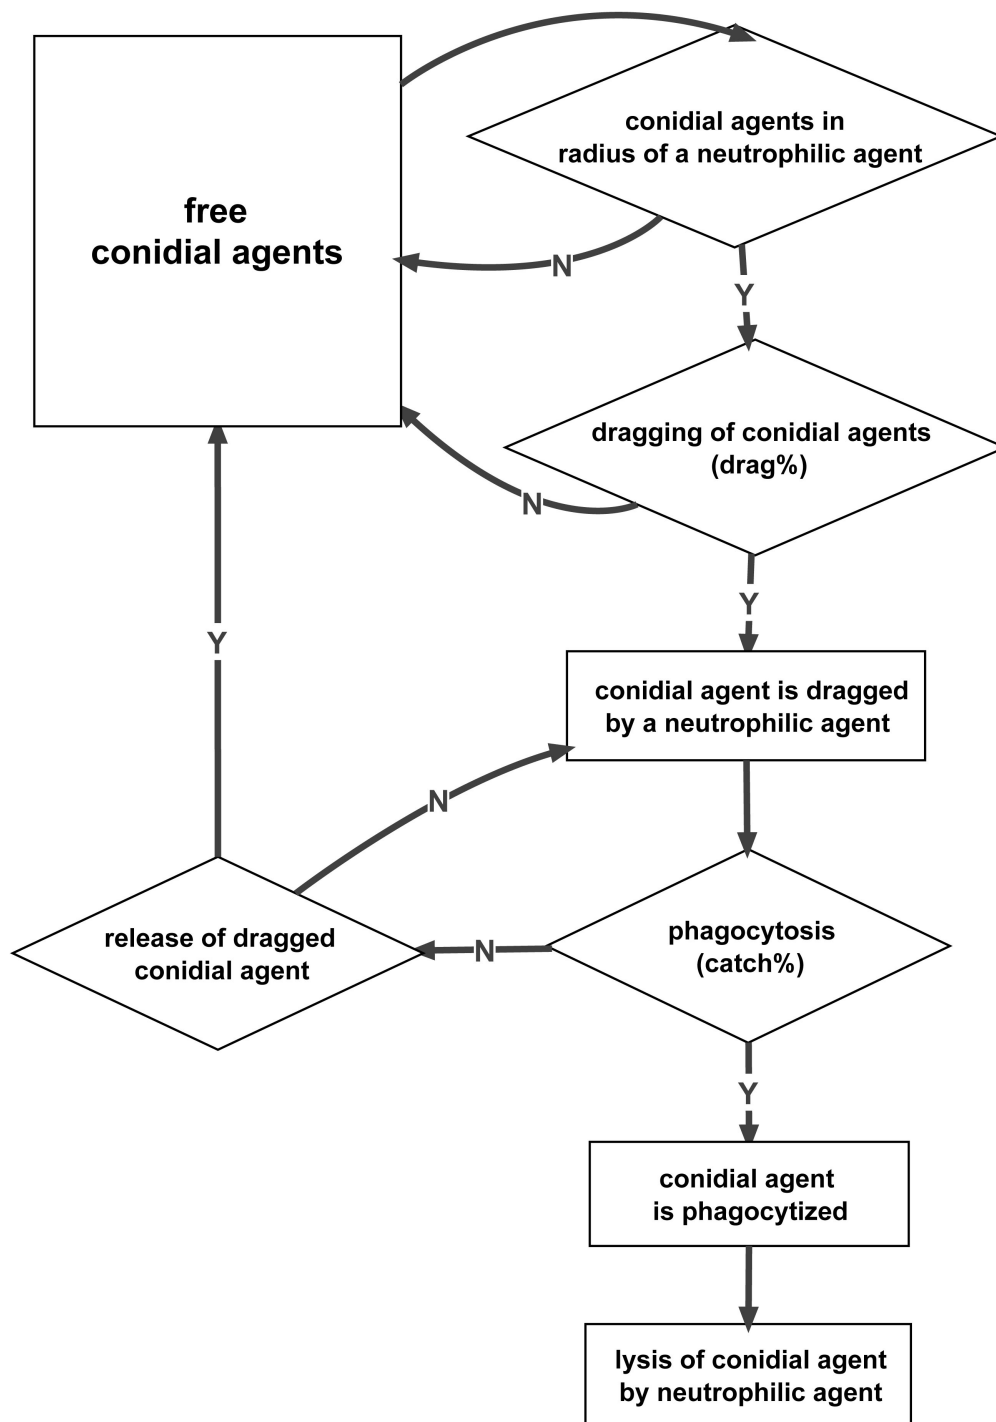 free
conidial agents
conidial agents in
radius of a neutrophilic agent
N
Y
dragging of conidial agents
(drag%)
N
Y
Y
conidial agent is dragged
by a neutrophilic agent
N
release of dragged
conidial agent
N
phagocytosis
(catch%)
Y
conidial agent
is phagocytized
lysis of conidial agent
by neutrophilic agent